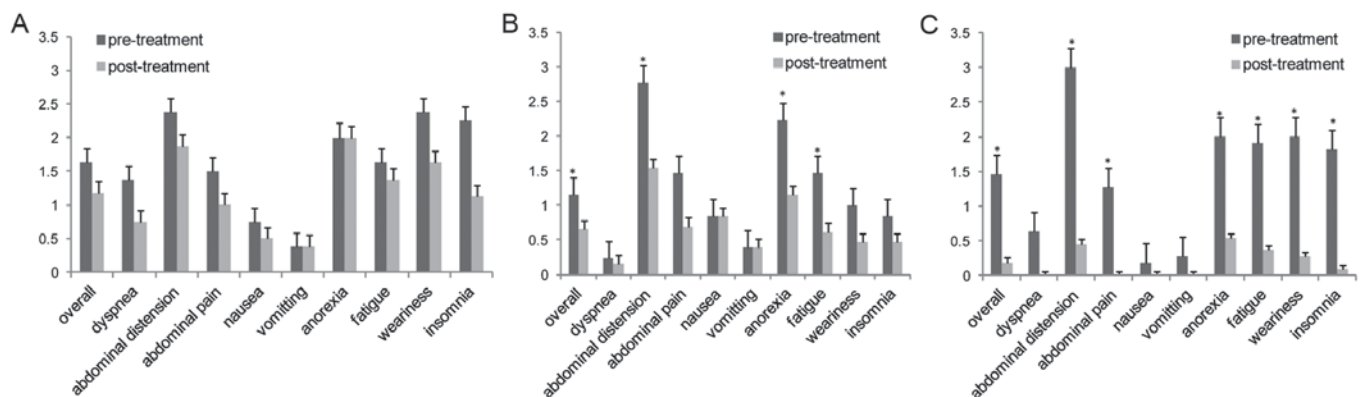 A
3.5
3
2.5
2
1.5
1
0.5
0
pre-treatment
post-treatment
overall
dyspnea
abdominal distension
abdominal pain
nausea
vomitting
anorexia
fatigue
weariness
insomnia
B
3.5
3
2.5
2
1.5
1
0.5
0
pre-treatment
post-treatment
*
*
*
*
overall
dyspnea
abdominal distension
abdominal pain
nausea
vomitting
anorexia
fatigue
weariness
insomnia
C
3.5
3
2.5
2
1.5
1
0.5
0
pre-treatment
post-treatment
*
*
*
*
*
*
*
overall
dyspnea
abdominal distension
abdominal pain
nausea
vomitting
anorexia
fatigue
weariness
insomnia